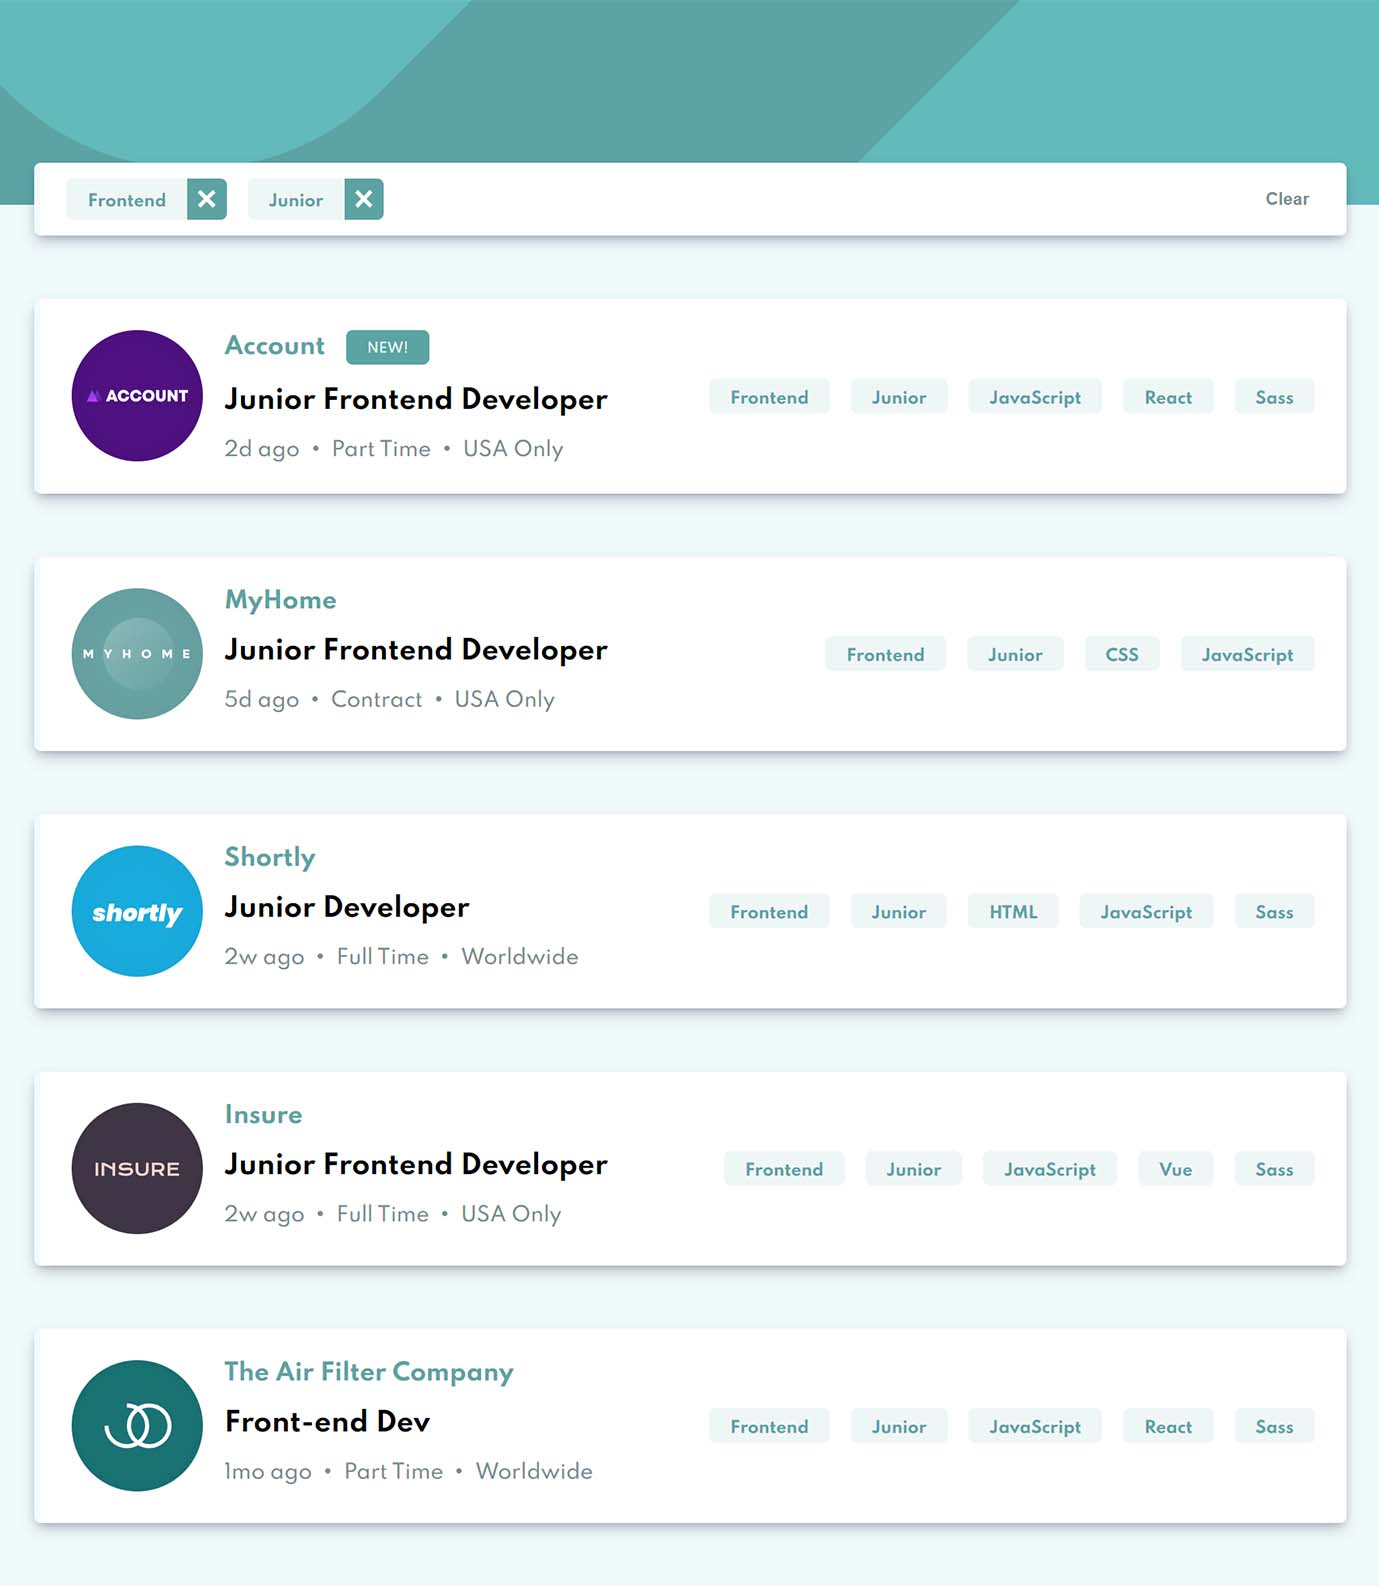 Frontend Junior Clear
ACCOUNT
Account NEW!
Junior Frontend Developer
2d ago • Part Time • USA Only
Frontend Junior JavaScript React Sass
MYHOME
MyHome
Junior Frontend Developer
5d ago • Contract • USA Only
Frontend Junior CSS JavaScript
shortly
Shortly
Junior Developer
2w ago • Full Time • Worldwide
Frontend Junior HTML JavaScript Sass
INSURE
Insure
Junior Frontend Developer
2w ago • Full Time • USA Only
Frontend Junior JavaScript Vue Sass
The Air Filter Company
Front-end Dev
1mo ago • Part Time • Worldwide
Frontend Junior JavaScript React Sass